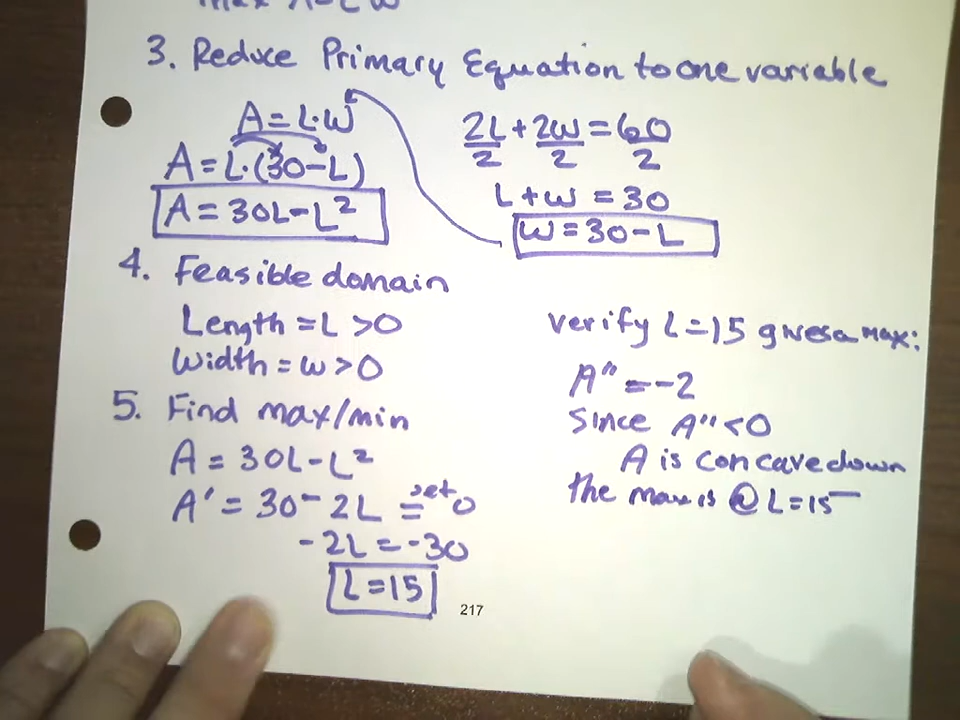 max A=LW
3. Reduce Primary Equation to one variable
A = L·W
A = L·(30-L)
A = 30L-L²
2L/2 + 2W/2 = 60/2
L+W = 30
W = 30-L
4. Feasible domain
Length = L >0
Width = W >0
5. Find max/min
A = 30L-L²
A' = 30-2L = set 0
-2L = -30
L = 15
verify L=15 gives a max:
A" = -2
Since A" <0
A is concave down
the max is @ L=15
217